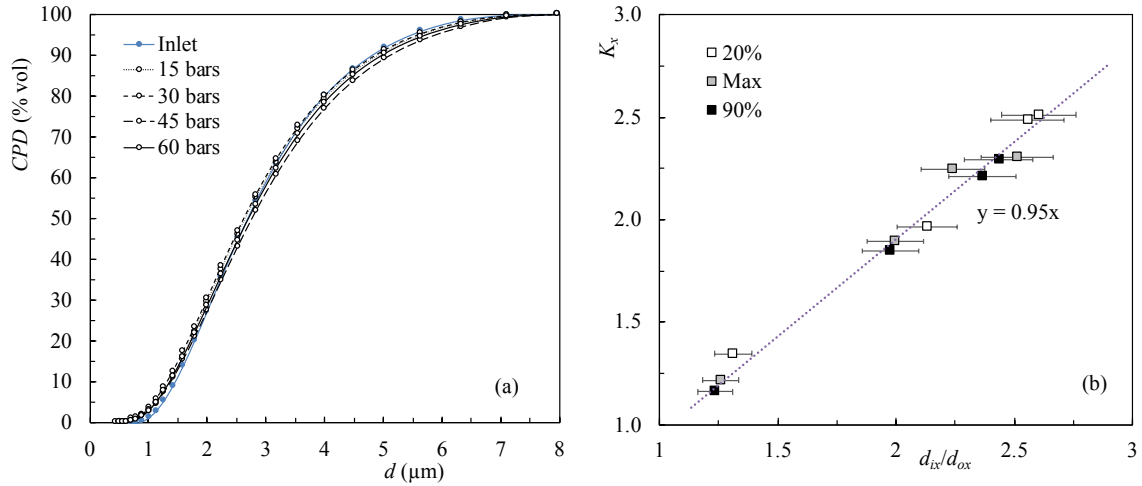 100
90
80
70
60
50
40
30
20
10
0
CPD (% vol)
Inlet
15 bars
30 bars
45 bars
60 bars
(a)
0 1 2 3 4 5 6 7 8
d (μm)
3.0
2.5
2.0
1.5
1.0
Kx
20%
Max
90%
y = 0.95x
(b)
1 1.5 2 2.5 3
dix/dox